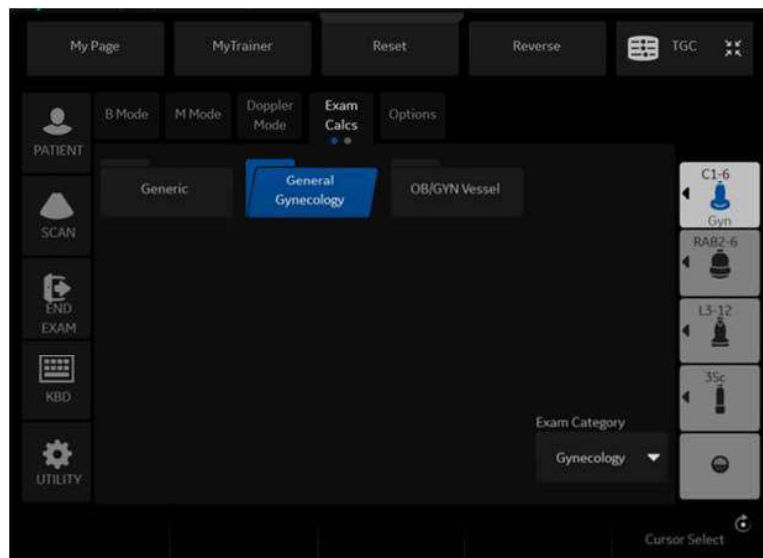 My Page
MyTrainer
Reset
Reverse
TGC
B Mode
M Mode
Doppler
Mode
Exam
Calcs
Options
PATIENT
SCAN
END
EXAM
KBD
UTILITY
Generic
General
Gynecology
OB/GYN Vessel
C1-6
Gyn
RAB2-6
L3-12
3Sc
Exam Category
Gynecology
Cursor Select